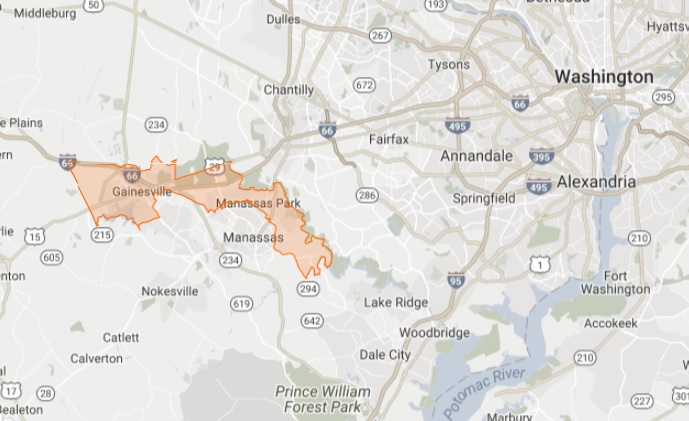 Middleburg
50
Dulles
193
Hyattsv
267
Tysons
Washington
Chantilly
672
295
66
e Plains
234
66
495
Fairfax
Annandale
395
66
29
66
Gainesville
495
Alexandria
286
Springfield
Manassas Park
15
215
Manassas
210
605
234
1
nton
95
Fort
Washington
Nokesville
294
619
Lake Ridge
642
Woodbridge
Accokeek
Catlett
Calverton
Dale City
210
17
28
Prince William
Forest Park
Potomac River
227
301
Bealeton
Marbury